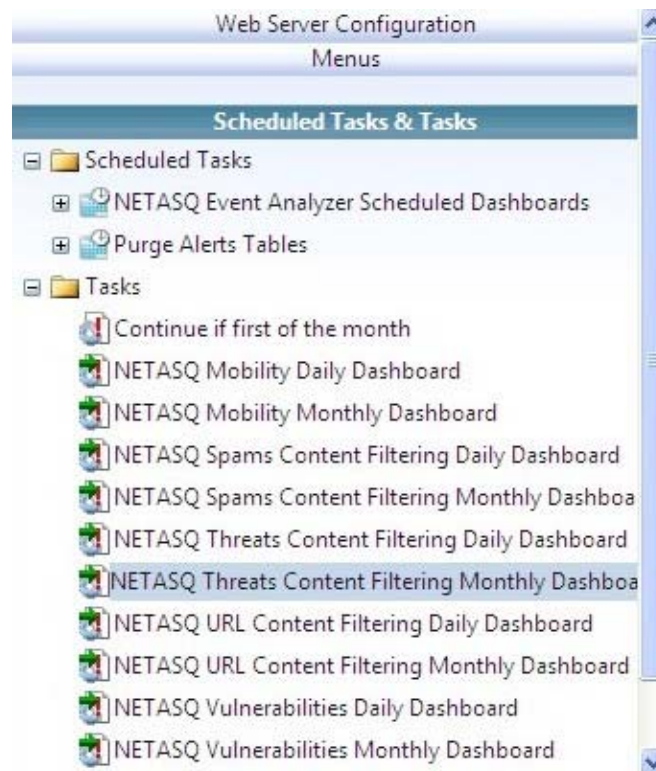 Web Server Configuration
Menus
Scheduled Tasks & Tasks
Scheduled Tasks
NETASQ Event Analyzer Scheduled Dashboards
Purge Alerts Tables
Tasks
Continue if first of the month
NETASQ Mobility Daily Dashboard
NETASQ Mobility Monthly Dashboard
NETASQ Spams Content Filtering Daily Dashboard
NETASQ Spams Content Filtering Monthly Dashboa
NETASQ Threats Content Filtering Daily Dashboard
NETASQ Threats Content Filtering Monthly Dashboa
NETASQ URL Content Filtering Daily Dashboard
NETASQ URL Content Filtering Monthly Dashboard
NETASQ Vulnerabilities Daily Dashboard
NETASQ Vulnerabilities Monthly Dashboard